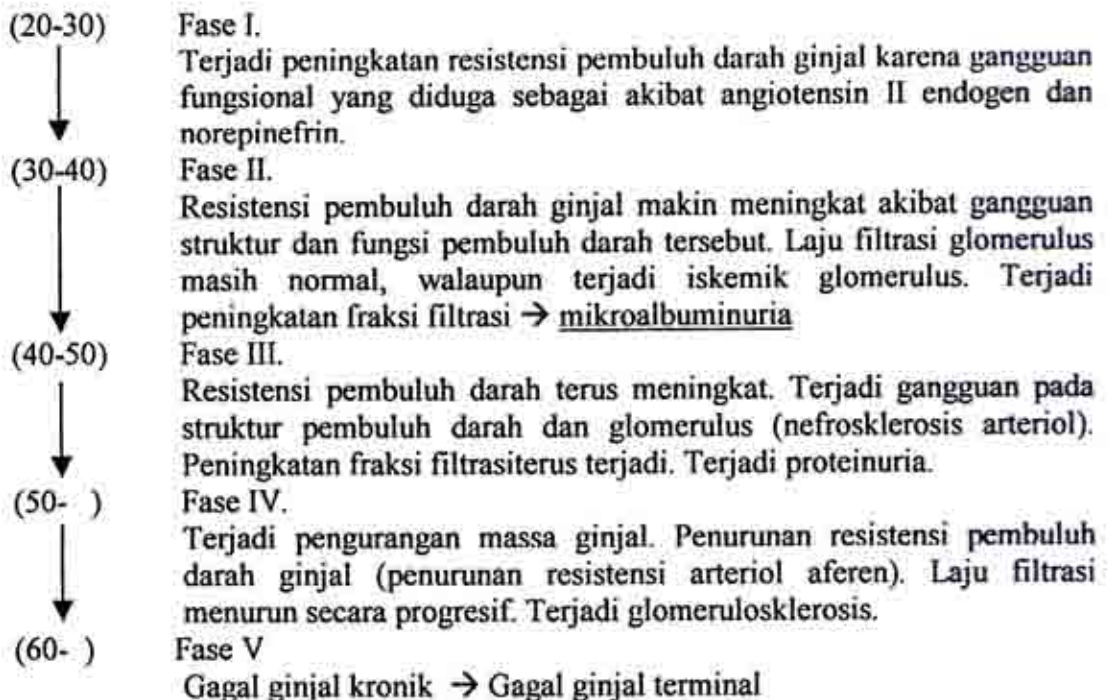 (20-30) Fase I.
Terjadi peningkatan resistensi pembuluh darah ginjal karena gangguan
fungsional yang diduga sebagai akibat angiotensin II endogen dan
norepinefrin.
(30-40) Fase II.
Resistensi pembuluh darah ginjal makin meningkat akibat gangguan
struktur dan fungsi pembuluh darah tersebut. Laju filtrasi glomerulus
masih normal, walaupun terjadi iskemik glomerulus. Terjadi
peningkatan fraksi filtrasi → mikroalbuminuria
(40-50) Fase III.
Resistensi pembuluh darah terus meningkat. Terjadi gangguan pada
struktur pembuluh darah dan glomerulus (nefrosklerosis arteriol).
Peningkatan fraksi filtrasiterus terjadi. Terjadi proteinuria.
(50- ) Fase IV.
Terjadi pengurangan massa ginjal. Penurunan resistensi pembuluh
darah ginjal (penurunan resistensi arteriol aferen). Laju filtrasi
menurun secara progresif. Terjadi glomerulosklerosis.
(60- ) Fase V
Gagal ginjal kronik → Gagal ginjal terminal